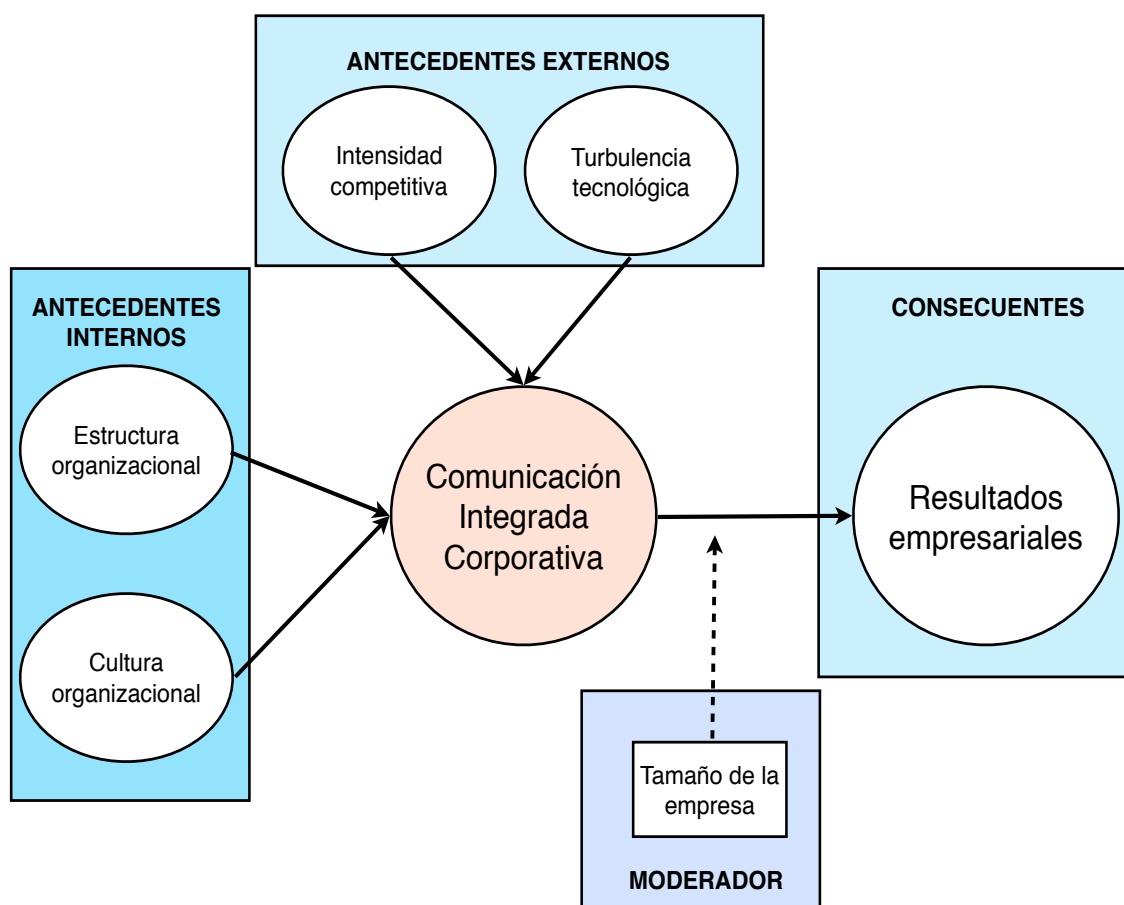 ANTECEDENTES EXTERNOS
Intensidad
competitiva
Turbulencia
tecnológica
ANTECEDENTES
INTERNOS
Estructura
organizacional
Cultura
organizacional
Comunicación
Integrada
Corporativa
CONSECUENTES
Resultados
empresariales
Tamaño de la
empresa
MODERADOR